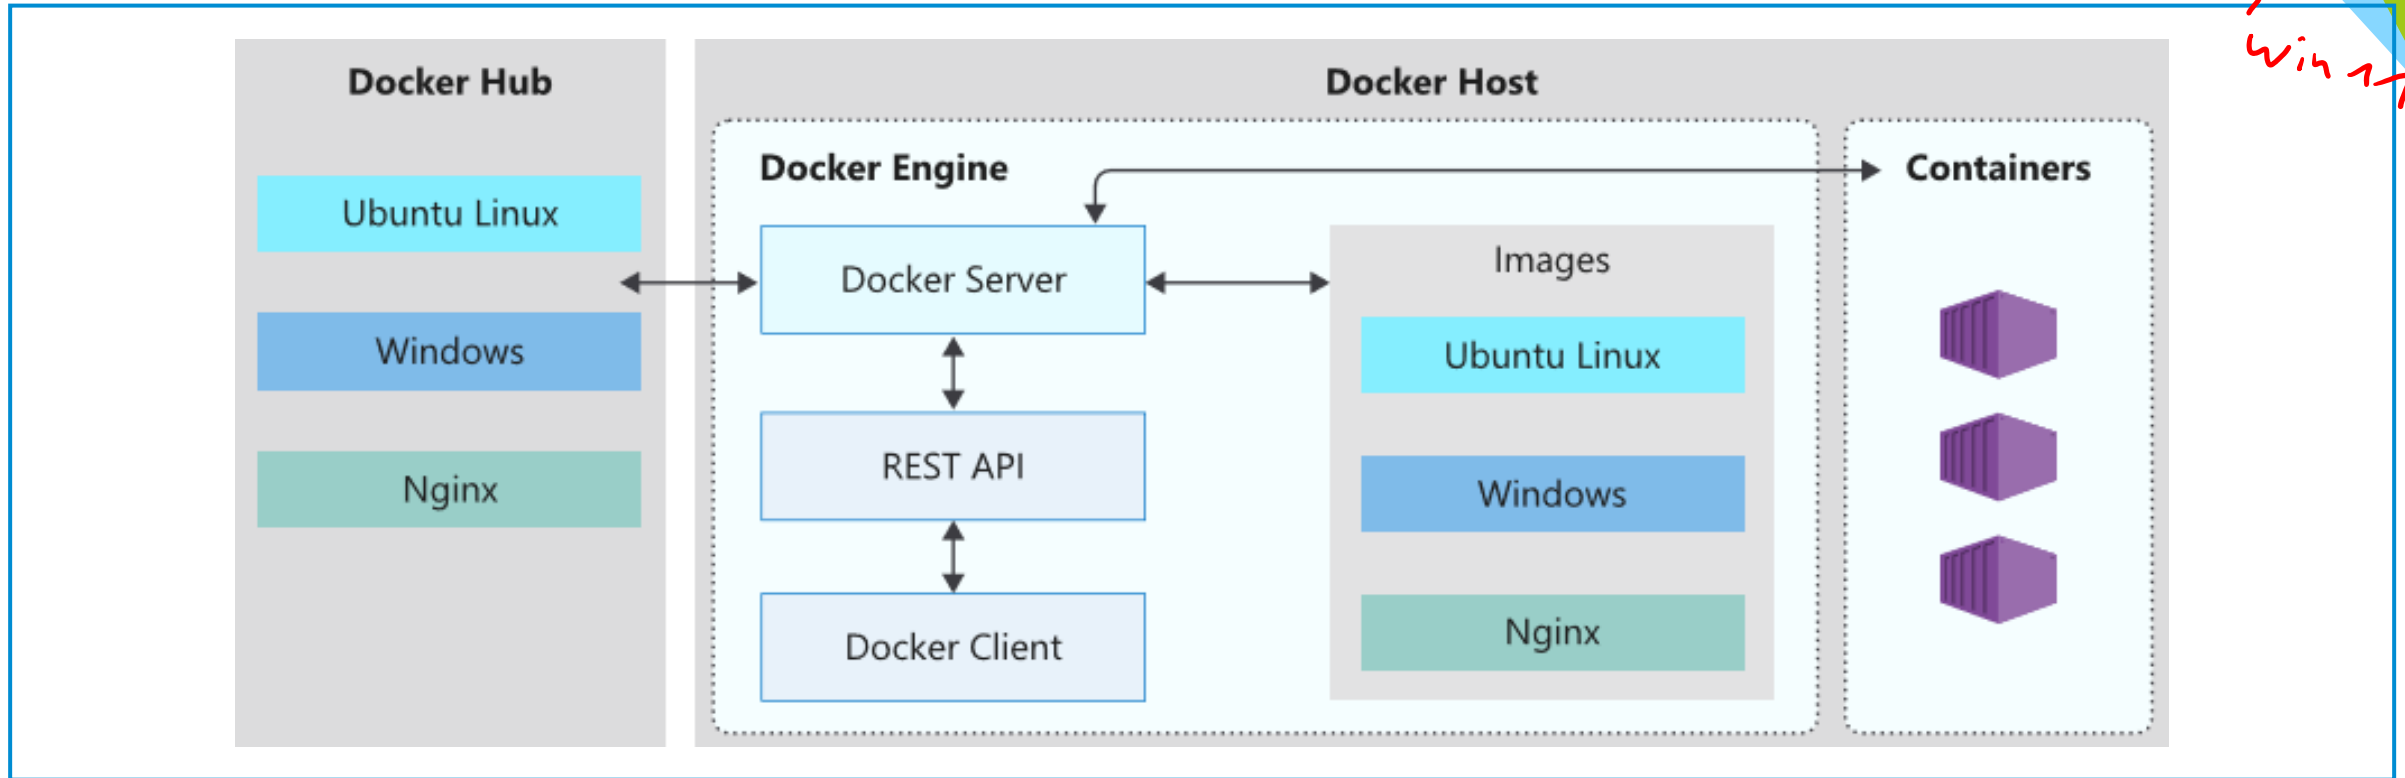 Docker Hub
Ubuntu Linux
Windows
Nginx
Docker Host
Docker Engine
Docker Server
REST API
Docker Client
Images
Ubuntu Linux
Windows
Nginx
Containers
win